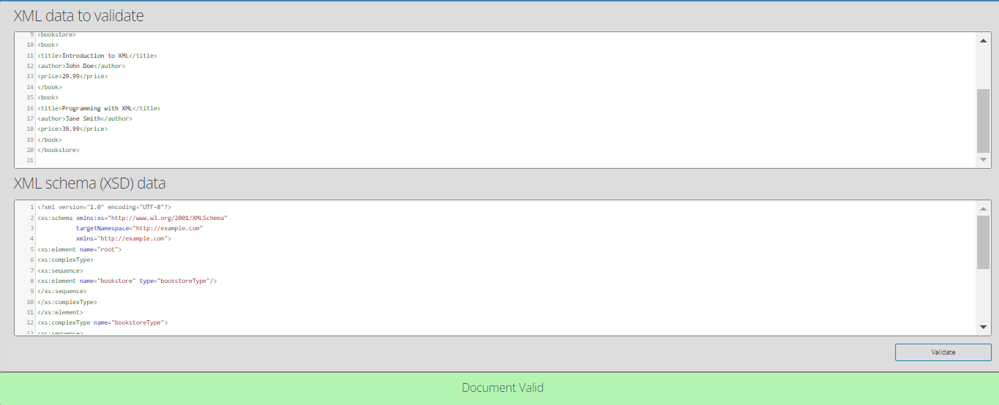 XML data to validate
9 <bookstore>
10 <book>
11 <title>Introduction to XML</title>
12 <author>John Doe</author>
13 <price>29.99</price>
14 </book>
15 <book>
16 <title>Programming with XML</title>
17 <author>Jane Smith</author>
18 <price>39.99</price>
19 </book>
20 </bookstore>
21
XML schema (XSD) data
1 <?xml version="1.0" encoding="UTF-8"?>
2 <xs:schema xmlns:xs="http://www.w3.org/2001/XMLSchema"
3 targetNamespace="http://example.com"
4 xmlns="http://example.com">
5 <xs:element name="root">
6 <xs:complexType>
7 <xs:sequence>
8 <xs:element name="bookstore" type="bookstoreType"/>
9 </xs:sequence>
10 </xs:complexType>
11 </xs:element>
12 <xs:complexType name="bookstoreType">
13 <xs:sequence>
Validate
Document Valid